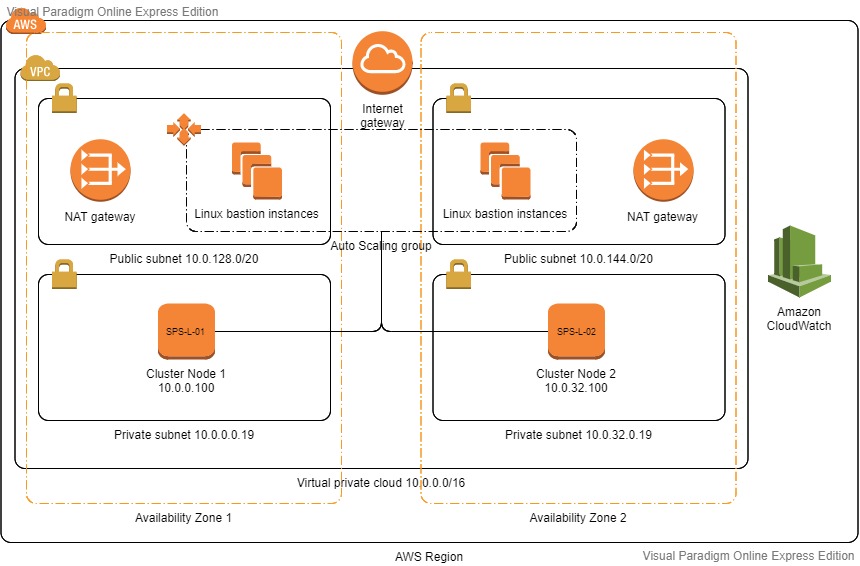 Visual Paradigm Online Express Edition
AWS
VPC
Internet
gateway
NAT gateway
Linux bastion instances
Linux bastion instances
NAT gateway
Auto Scaling group
Public subnet 10.0.128.0/20
Public subnet 10.0.144.0/20
SPS-L-01
SPS-L-02
Amazon
CloudWatch
Cluster Node 1
10.0.0.100
Cluster Node 2
10.0.32.100
Private subnet 10.0.0.0.19
Private subnet 10.0.32.0.19
Virtual private cloud 10.0.0.0/16
Availability Zone 1
Availability Zone 2
AWS Region
Visual Paradigm Online Express Edition